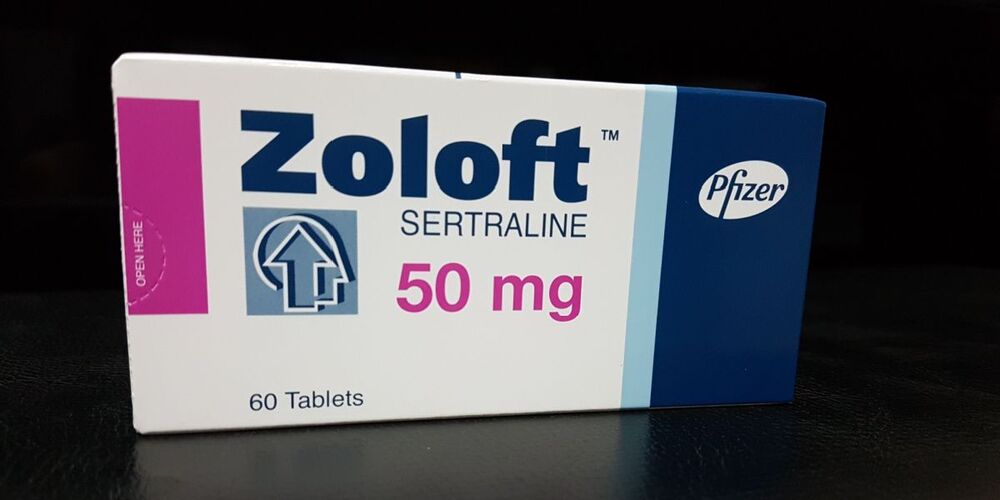 Zoloft™
SERTRALINE
50 mg
60 Tablets
OPEN HERE
Pfizer